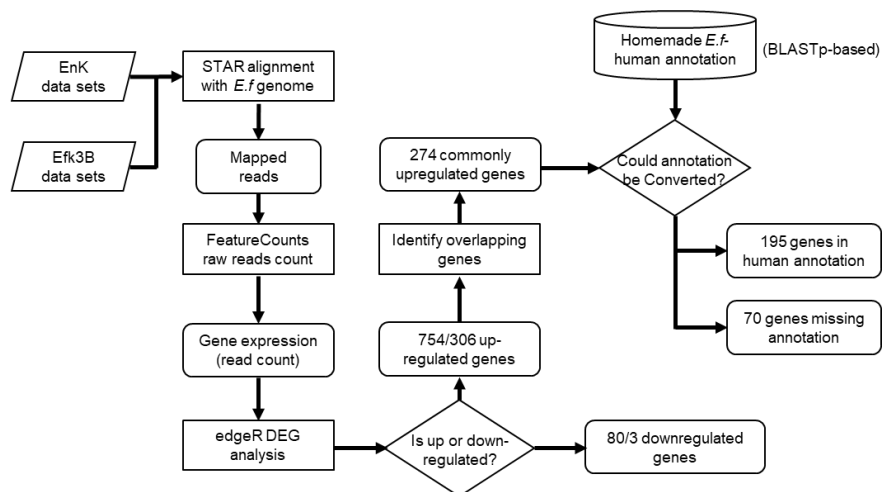 EnK
data sets
Efk3B
data sets
STAR alignment
with E.f genome
Mapped
reads
FeatureCounts
raw reads count
Gene expression
(read count)
edgeR DEG
analysis
Is up or down-
regulated?
80/3 downregulated
genes
754/306 up-
regulated genes
Identify overlapping
genes
274 commonly
upregulated genes
Homemade E.f-
human annotation
(BLASTp-based)
Could annotation
be Converted?
195 genes in
human annotation
70 genes missing
annotation